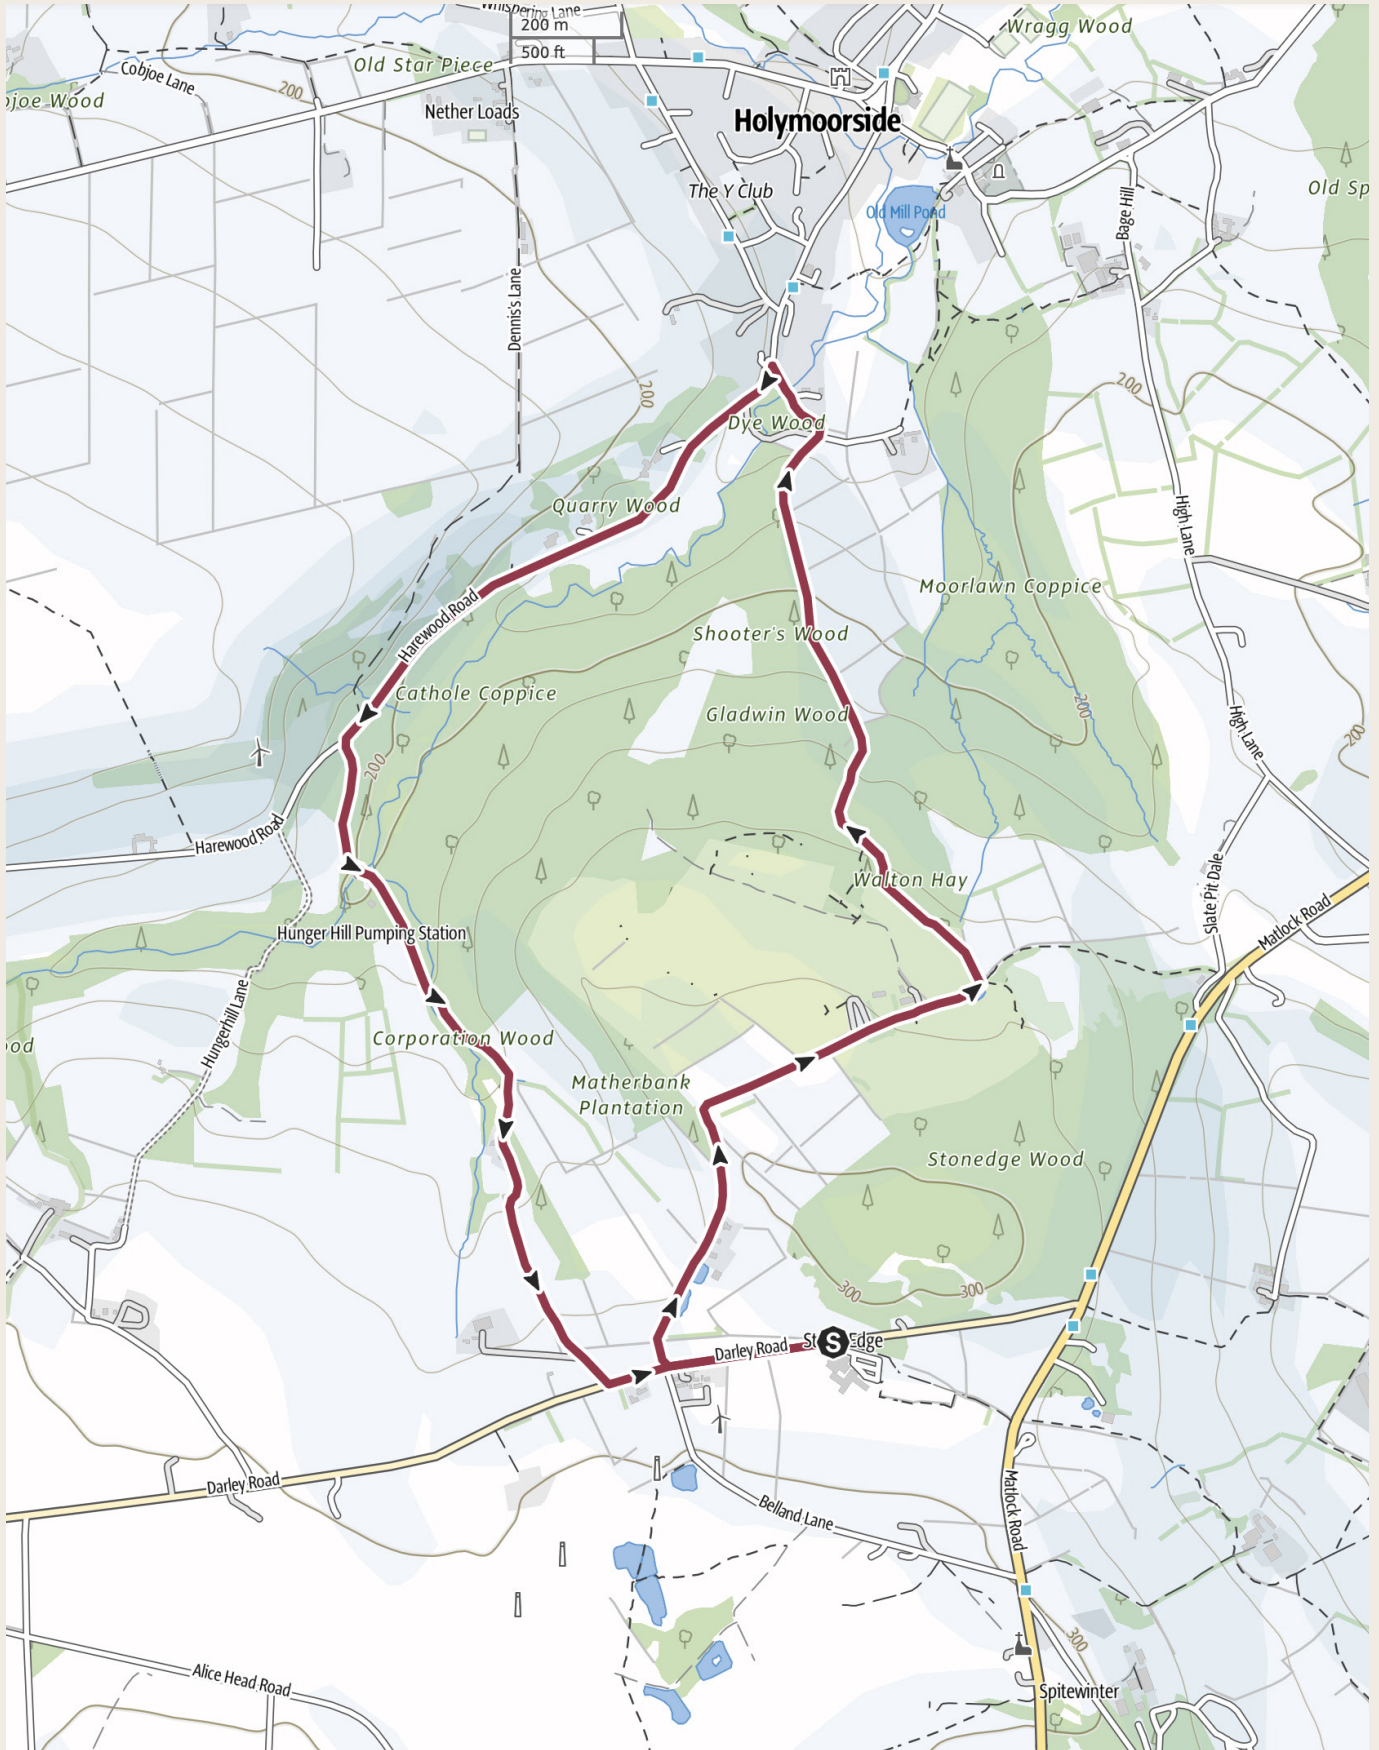 Whispering Lane
200 m
500 ft
Wragg Wood
Old Star Piece
Cobjoe Lane
200
Nether Loads
Holymoorside
The Y Club
Old Mill Pond
Bage Hill
Dennis's Lane
200
200
Dye Wood
Quarry Wood
High Lane
Moorlawn Coppice
Harewood Road
Shooter's Wood
Cathole Coppice
Gladwin Wood
200
High Lane
200
200
Harewood Road
Walton Hay
Slate Pit Dale
Matlock Road
Hunger Hill Pumping Station
Hungerhill Lane
Corporation Wood
Matherbank
Plantation
Stonedge Wood
300
300
Darley Road
S
Edge
Darley Road
Matlock Road
Belland Lane
300
Alice Head Road
Spitewinter